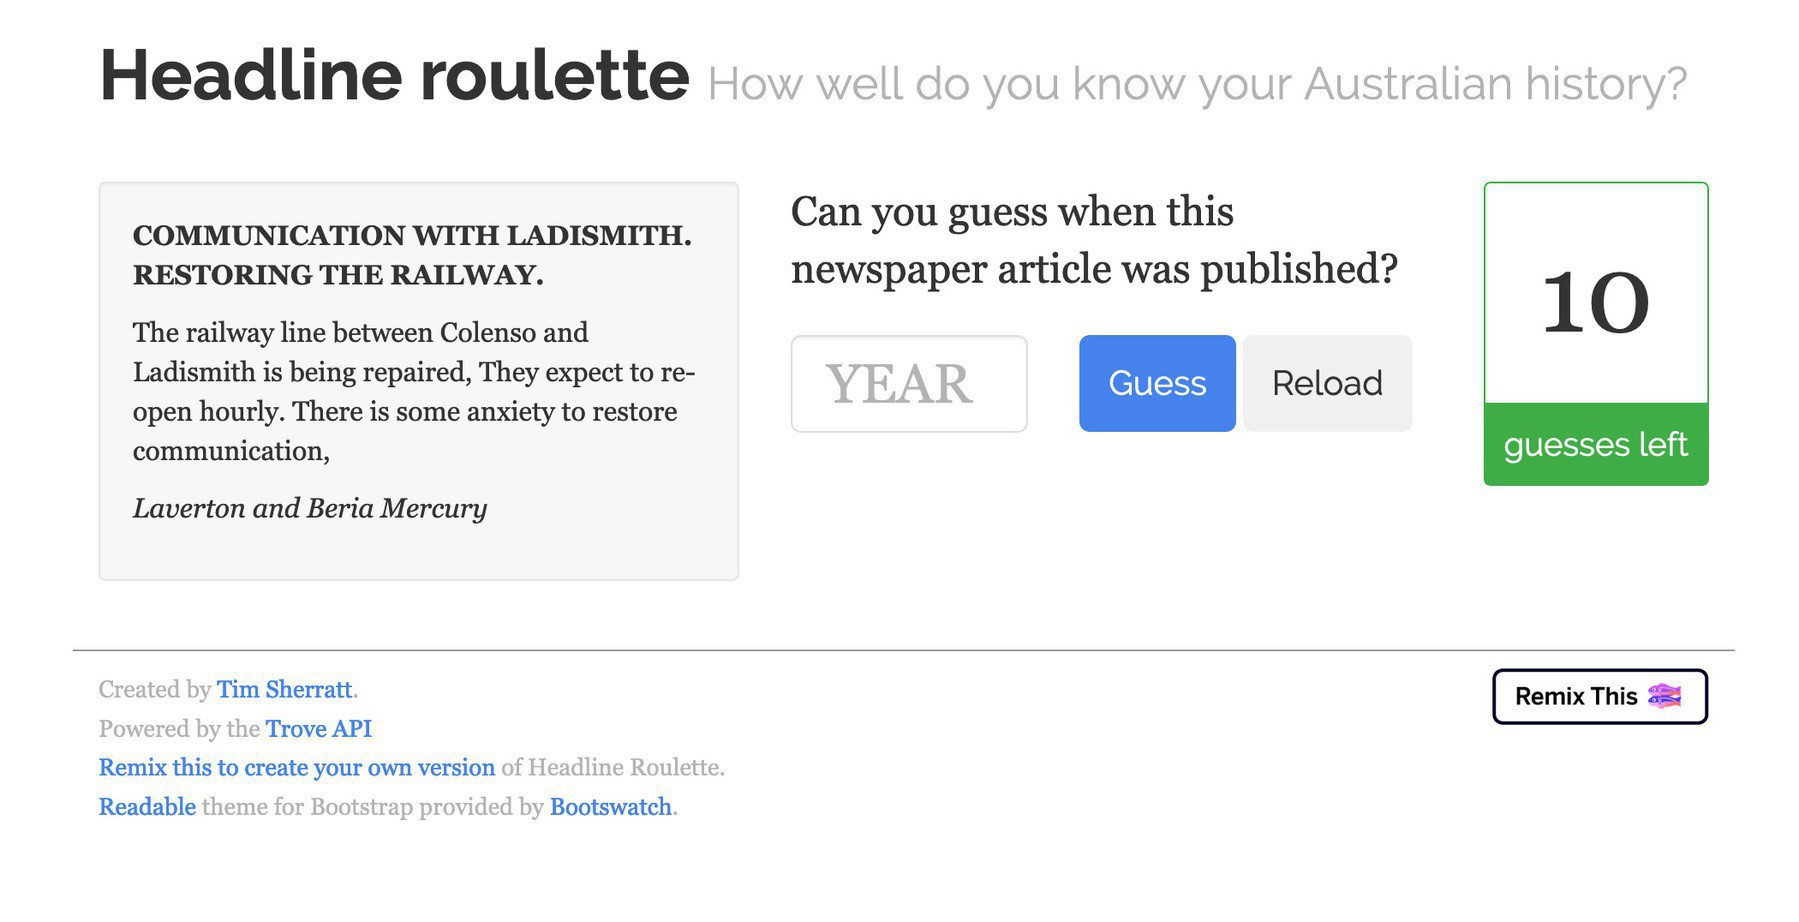 Headline roulette How well do you know your Australian history?
COMMUNICATION WITH LADISMITH.
RESTORING THE RAILWAY.
The railway line between Colenso and
Ladismith is being repaired, They expect to re-
open hourly. There is some anxiety to restore
communication,
Laverton and Beria Mercury
Can you guess when this
newspaper article was published?
YEAR
Guess
Reload
10
guesses left
Created by Tim Sherratt.
Powered by the Trove API
Remix this to create your own version of Headline Roulette.
Readable theme for Bootstrap provided by Bootswatch.
Remix This